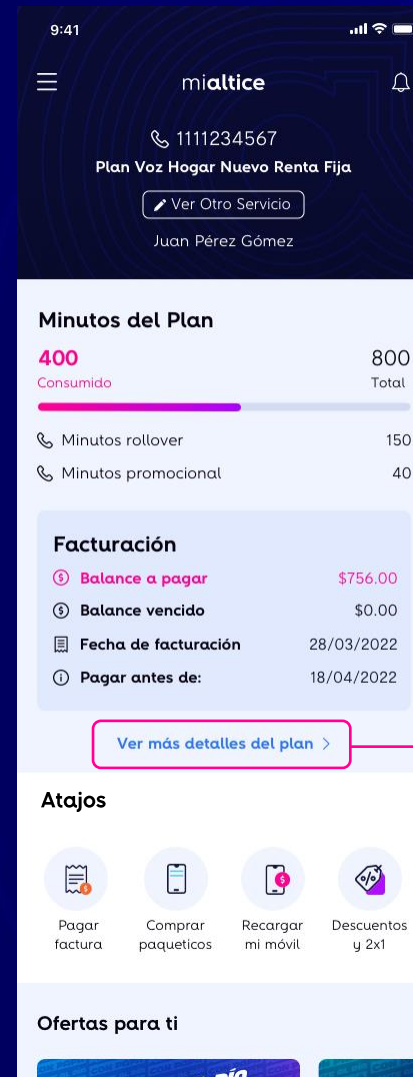 9:41
mialtice
1111234567
Plan Voz Hogar Nuevo Renta Fija
Ver Otro Servicio
Juan Pérez Gómez
Minutos del Plan
400 800
Consumido Total
Minutos rollover 150
Minutos promocional 40
Facturación
Balance a pagar $756.00
Balance vencido $0.00
Fecha de facturación 28/03/2022
Pagar antes de: 18/04/2022
Ver más detalles del plan >
Atajos
Pagar factura
Comprar paqueticos
Recargar mi móvil
Descuentos y 2x1
Ofertas para ti